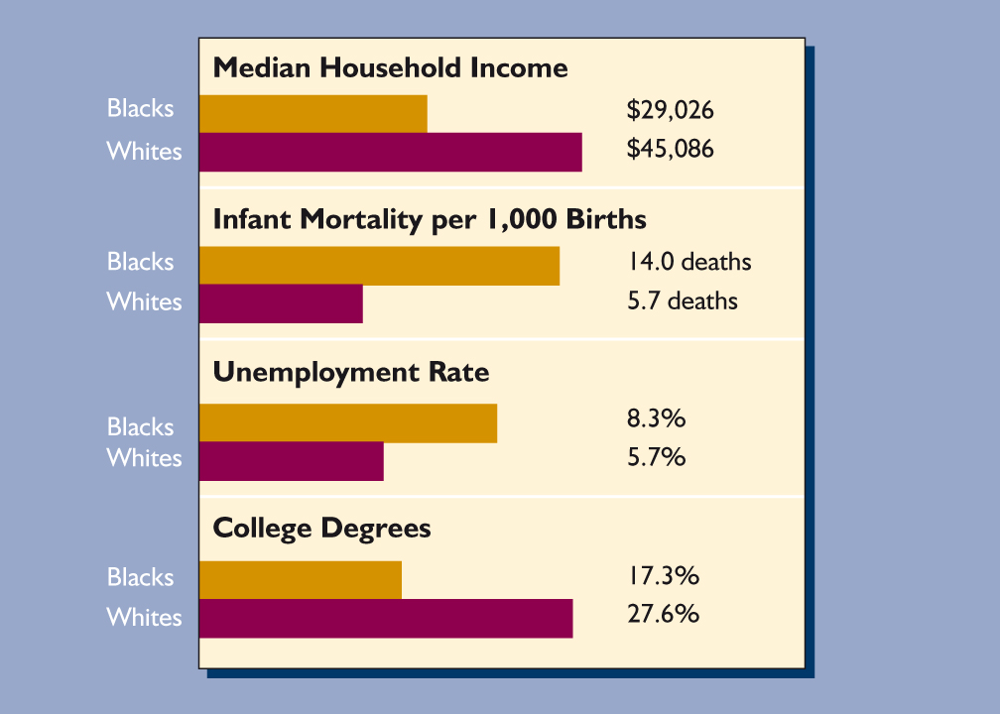 Median Household Income
Blacks $29,026
Whites $45,086
Infant Mortality per 1,000 Births
Blacks 14.0 deaths
Whites 5.7 deaths
Unemployment Rate
Blacks 8.3%
Whites 5.7%
College Degrees
Blacks 17.3%
Whites 27.6%